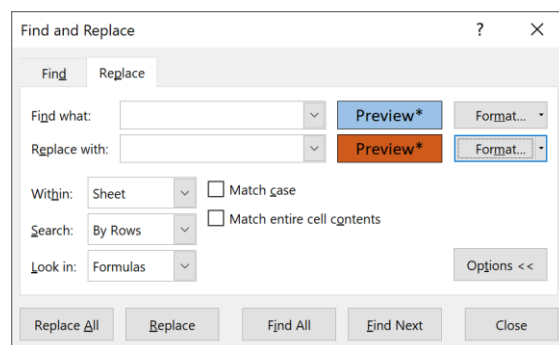 Find and Replace ? ×
Find Replace
Find what: Preview* Format...
Replace with: Preview* Format...
Within: Sheet Match case
Match entire cell contents
Search: By Rows
Look in: Formulas Options <<
Replace All Replace Find All Find Next Close